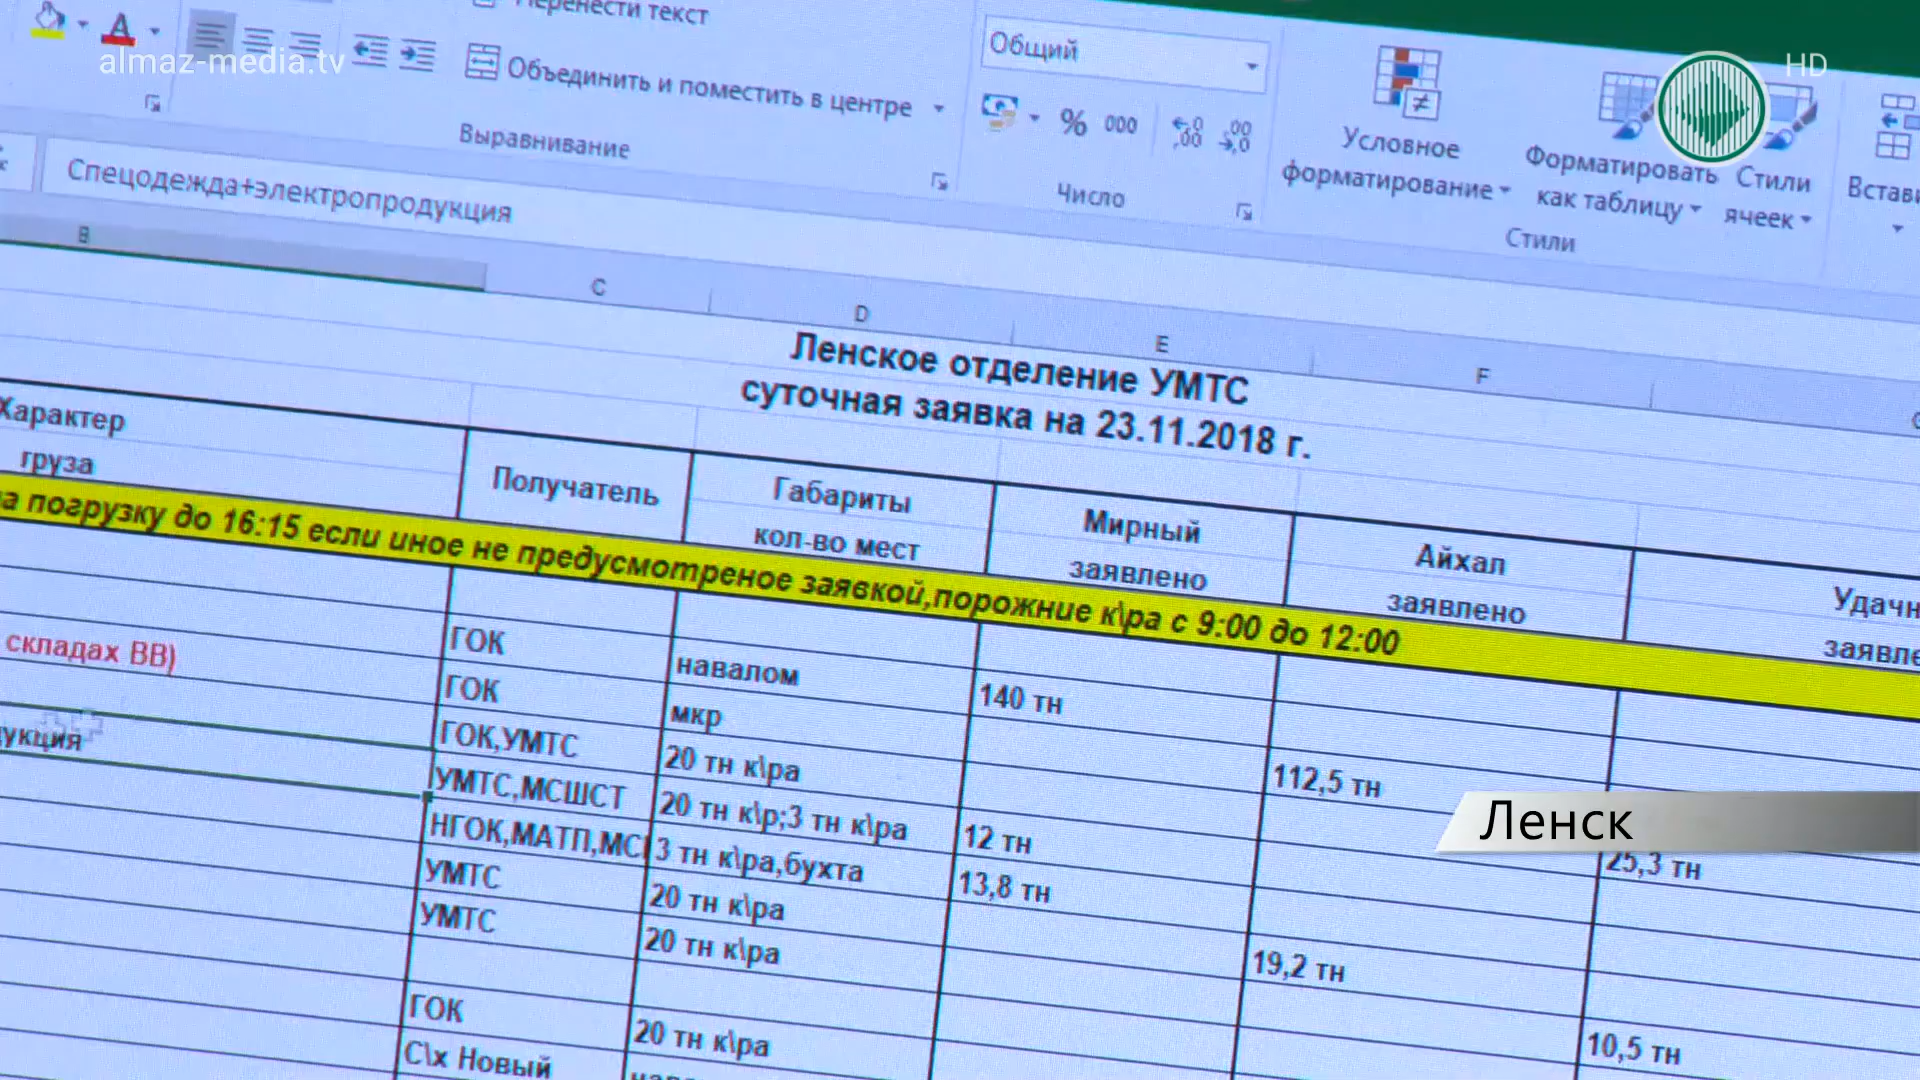 Перенести текст
almaz-media.tv
HD
Общий
Объединить и поместить в центре
% 000
Условное форматирование
Форматировать как таблицу
Стили ячеек
Выравнивание
Число
Стили
Спецодежда+электропродукция
B C D E F
Ленское отделение УМТС
суточная заявка на 23.11.2018 г.
Характер груза
Получатель
Габариты кол-во мест
Мирный заявлено
Айхал заявлено
погрузку до 16:15 если иное не предусмотреное заявкой,порожние к\ра с 9:00 до 12:00
ГОК навалом 140 тн
складах ВВ) ГОК мкр
ГОК,УМТС 20 тн к\ра 112,5 тн
УМТС,МСШСТ 20 тн к\р;3 тн к\ра 12 тн 25,3 тн
НГОК,МАТП, 3 тн к\ра,бухта 13,8 тн
УМТС 20 тн к\ра
УМТС 20 тн к\ра 19,2 тн
ГОК 20 тн к\ра 10,5 тн
С\х Новый
Ленск